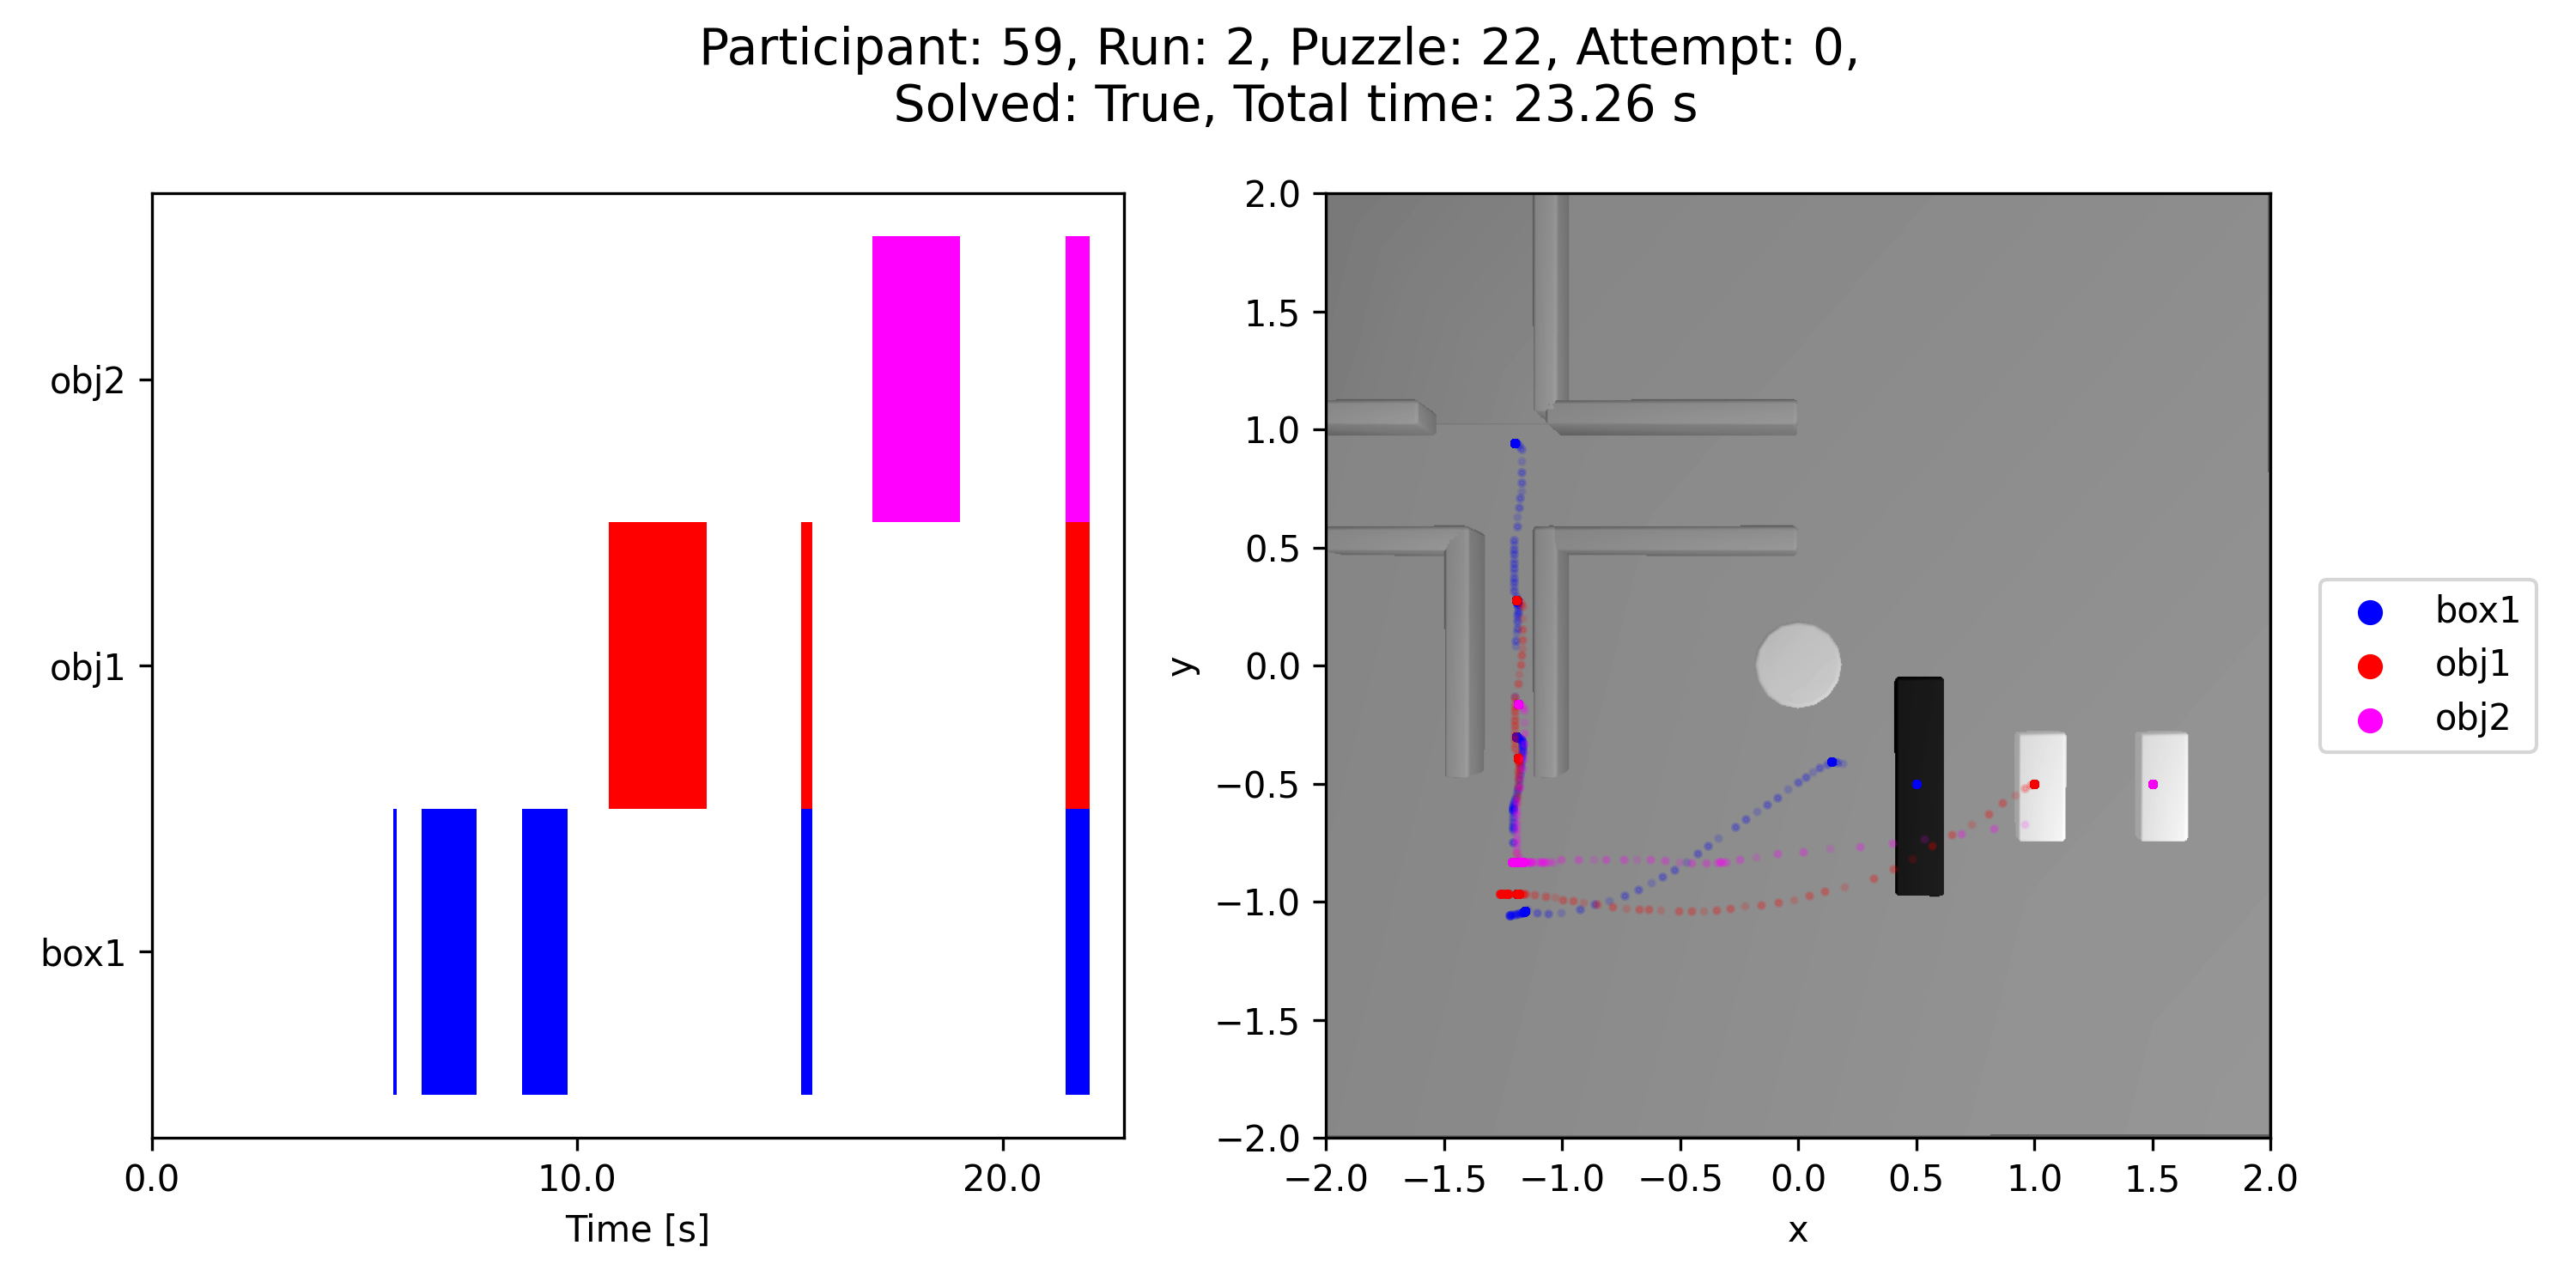 Participant: 59, Run: 2, Puzzle: 22, Attempt: 0,
Solved: True, Total time: 23.26 s
obj2
obj1
box1
0.0 10.0 20.0
Time [s]
2.0
1.5
1.0
0.5
0.0
−0.5
−1.0
−1.5
−2.0
y
−2.0 −1.5 −1.0 −0.5 0.0 0.5 1.0 1.5 2.0
x
box1
obj1
obj2